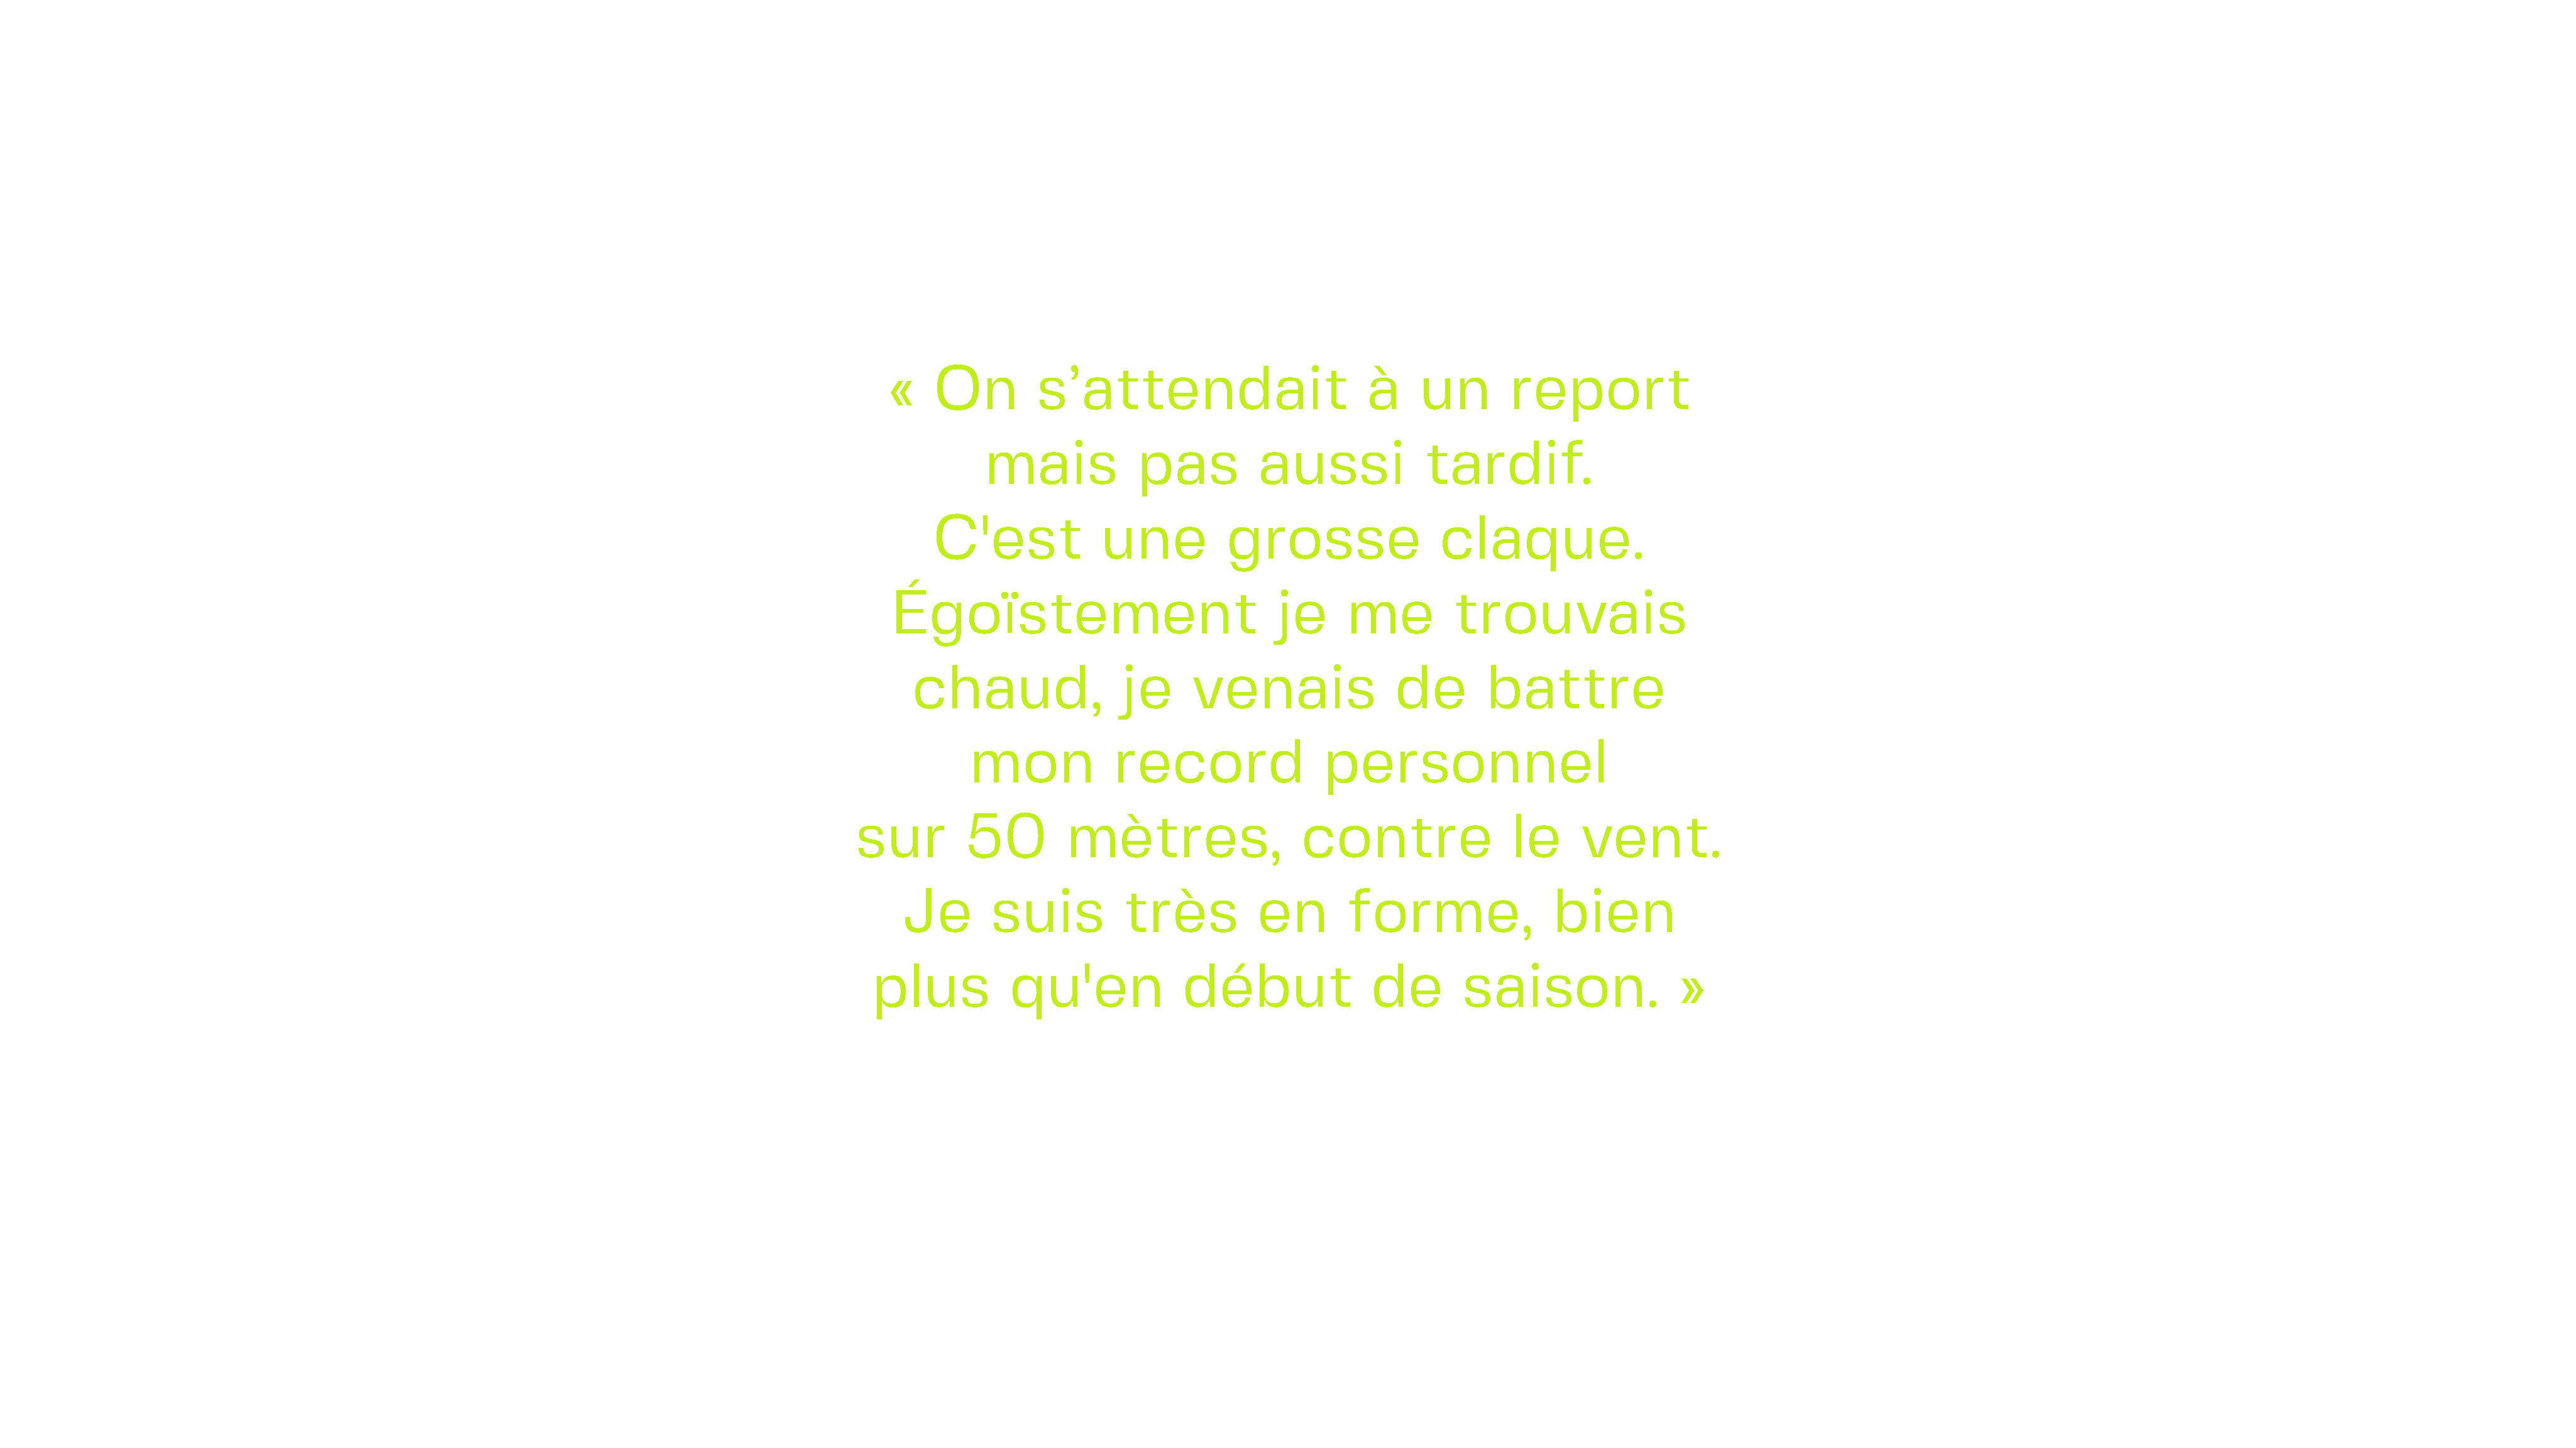 « On s’attendait à un report
mais pas aussi tardif.
C'est une grosse claque.
Égoïstement je me trouvais
chaud, je venais de battre
mon record personnel
sur 50 mètres, contre le vent.
Je suis très en forme, bien
plus qu'en début de saison. »